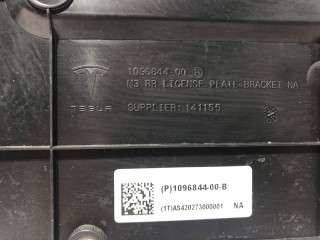 1096844-00 B
M3 RR LICENSE PLATE BRACKET NA
TESLA
SUPPLIER: 141155
(P)1096844-00-B
(1T)AS420273000001 NA